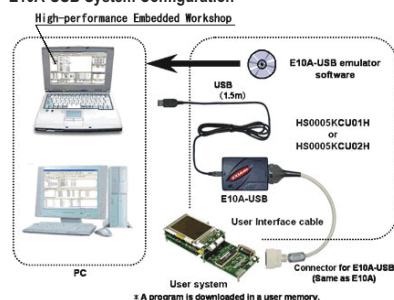 E10A-USB System Configuration
High-performance Embedded Workshop
E10A-USB emulator
software
USB
(1.5m)
HS0005KCU01H
or
HS0005KCU02H
E10A-USB
User Interface cable
PC
User system
Connector for E10A-USB
(Same as E10A)
* A program is downloaded in a user memory.